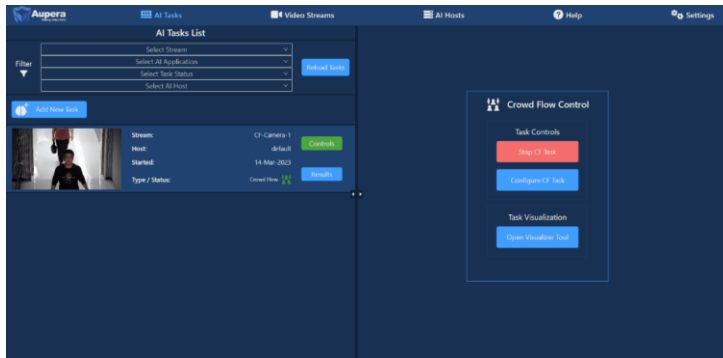 Aupera
AI Tasks
Video Streams
AI Hosts
Help
Settings
AI Tasks List
Filter
Select Stream
Select AI Application
Select Task Status
Select AI Host
Reload Tasks
Add New Task
Stream: CF-Camera-1
Host: default
Started: 14-Mar-2023
Type / Status: Crowd Flow
Controls
Results
Crowd Flow Control
Task Controls
Stop CF Task
Configure CF Task
Task Visualization
Open Visualizer Tool